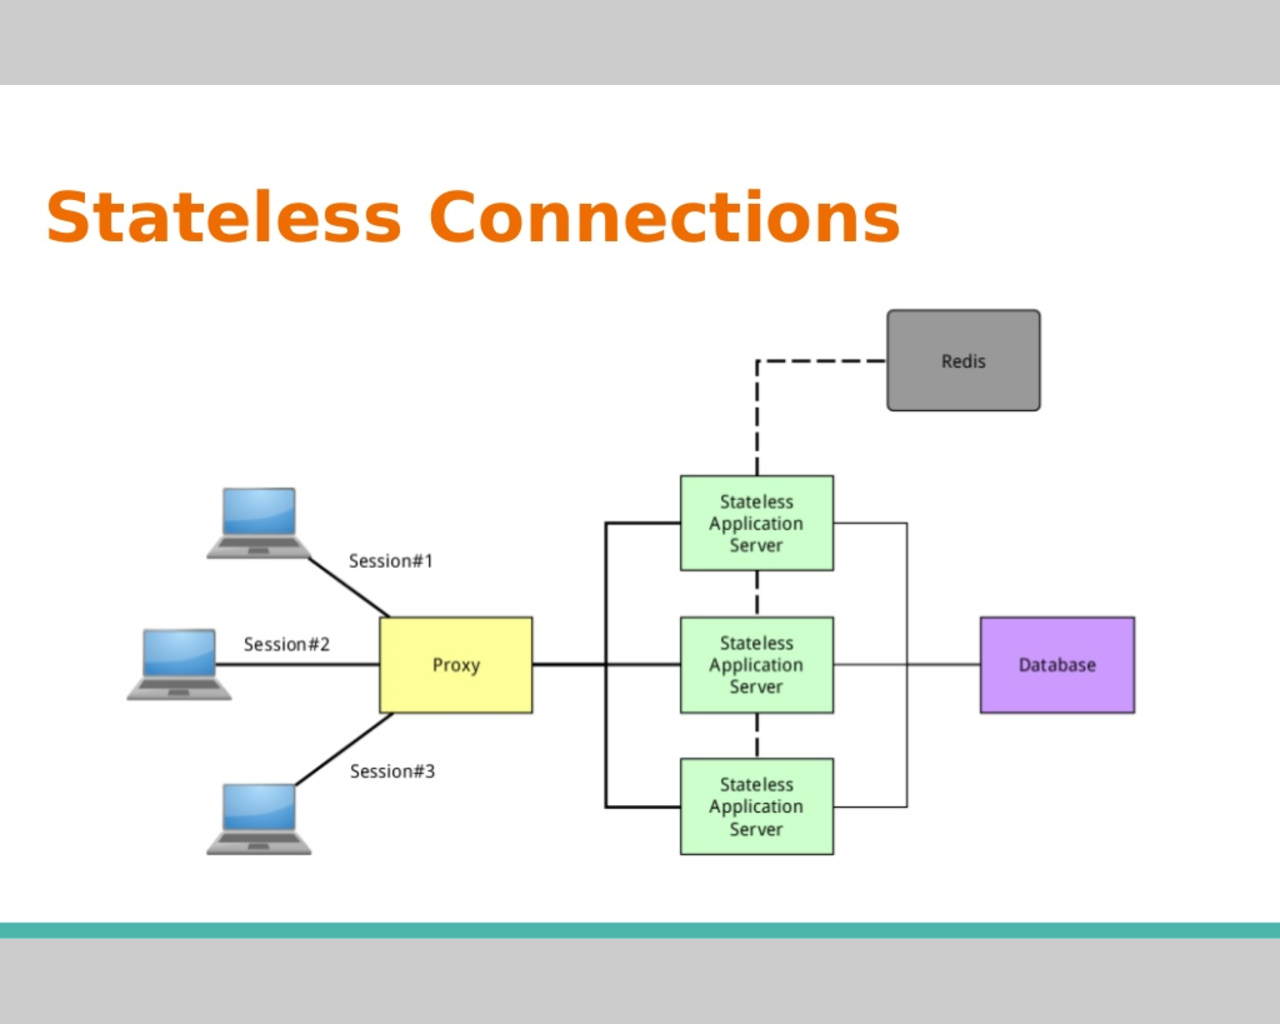 Stateless Connections
Redis
Stateless
Application
Server
Session#1
Session#2
Proxy
Stateless
Application
Server
Database
Session#3
Stateless
Application
Server